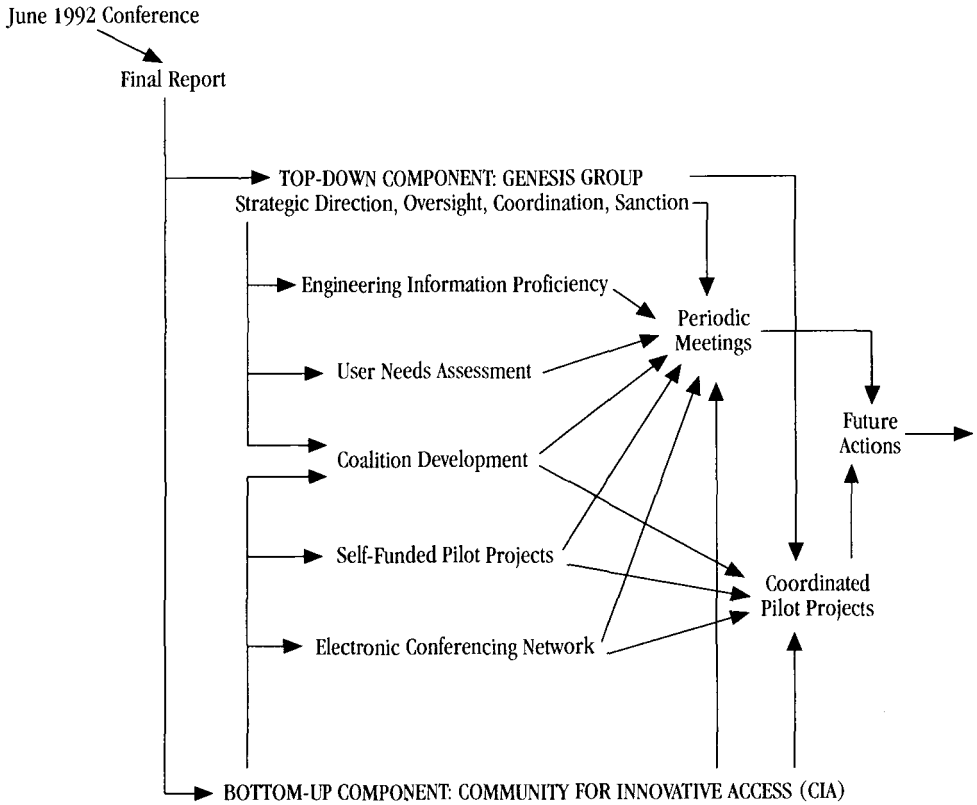 June 1992 Conference
Final Report
TOP-DOWN COMPONENT: GENESIS GROUP
Strategic Direction, Oversight, Coordination, Sanction
Engineering Information Proficiency
Periodic
Meetings
User Needs Assessment
Future
Actions
Coalition Development
Self-Funded Pilot Projects
Coordinated
Pilot Projects
Electronic Conferencing Network
BOTTOM-UP COMPONENT: COMMUNITY FOR INNOVATIVE ACCESS (CIA)